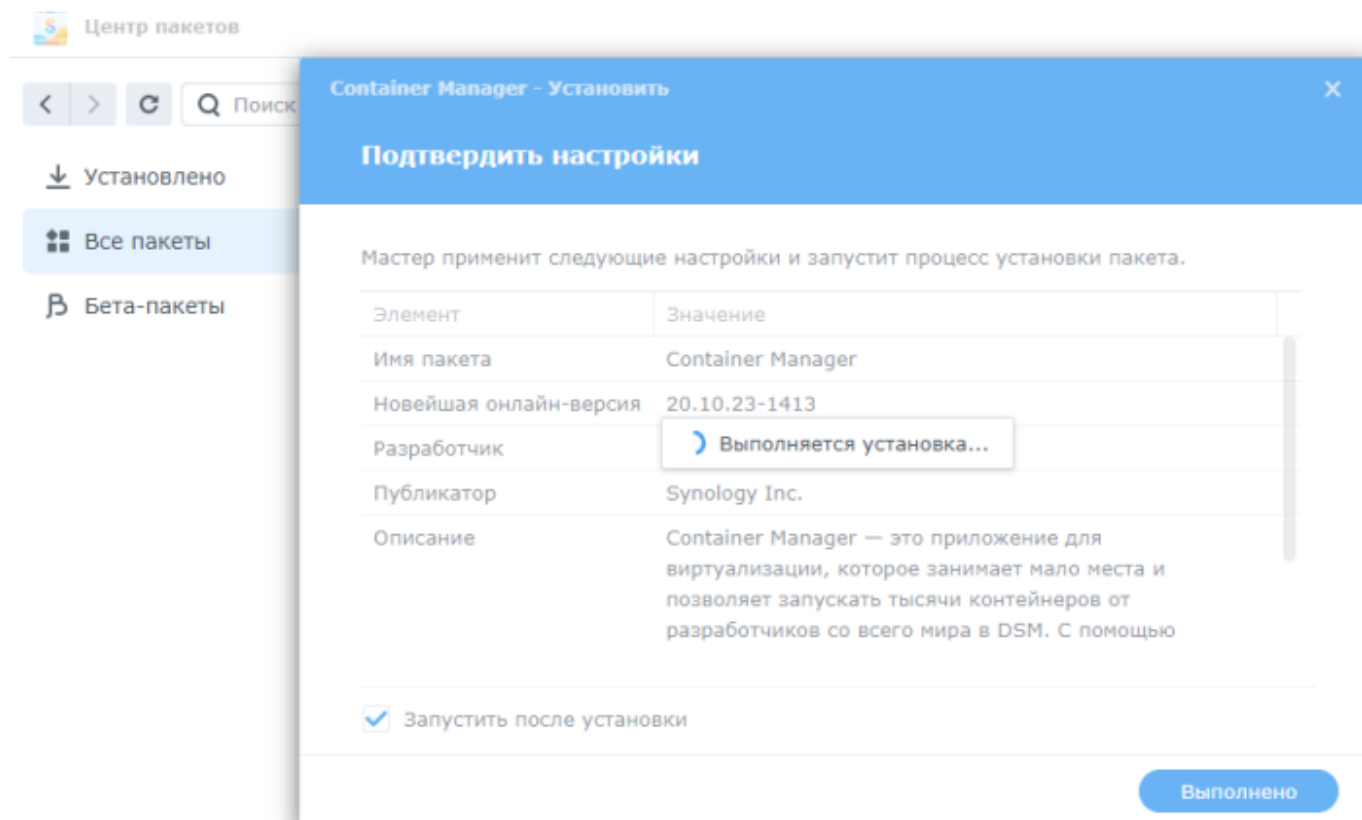 Центр пакетов
Поиск
Установлено
Все пакеты
Бета-пакеты
Container Manager - Установить
Подтвердить настройки
Мастер применит следующие настройки и запустит процесс установки пакета.
Элемент Значение
Имя пакета Container Manager
Новейшая онлайн-версия 20.10.23-1413
Разработчик
Выполняется установка...
Публикатор Synology Inc.
Описание Container Manager — это приложение для
виртуализации, которое занимает мало места и
позволяет запускать тысячи контейнеров от
разработчиков со всего мира в DSM. С помощью
Запустить после установки
Выполнено